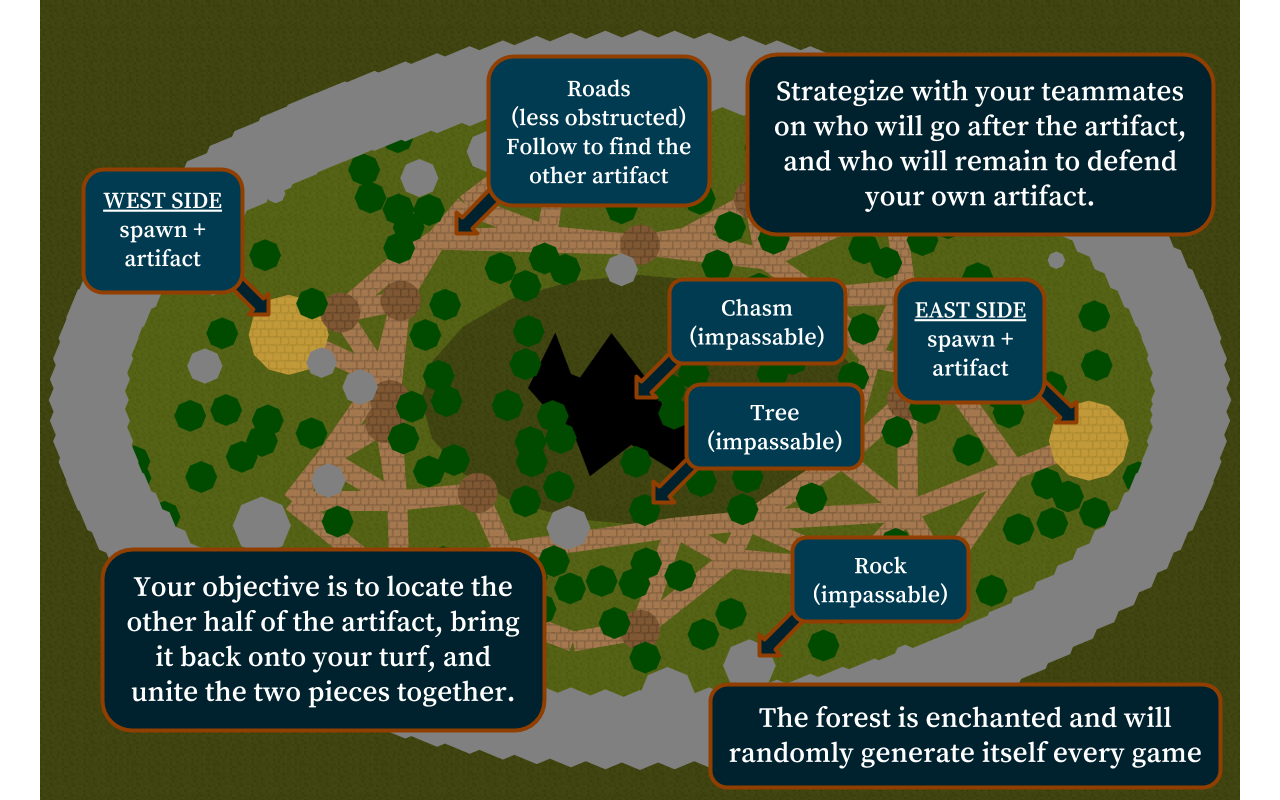 Roads
(less obstructed)
Follow to find the
other artifact
Strategize with your teammates
on who will go after the artifact,
and who will remain to defend
your own artifact.
WEST SIDE
spawn +
artifact
Chasm
(impassable)
EAST SIDE
spawn +
artifact
Tree
(impassable)
Rock
(impassable)
Your objective is to locate the
other half of the artifact, bring
it back onto your turf, and
unite the two pieces together.
The forest is enchanted and will
randomly generate itself every game